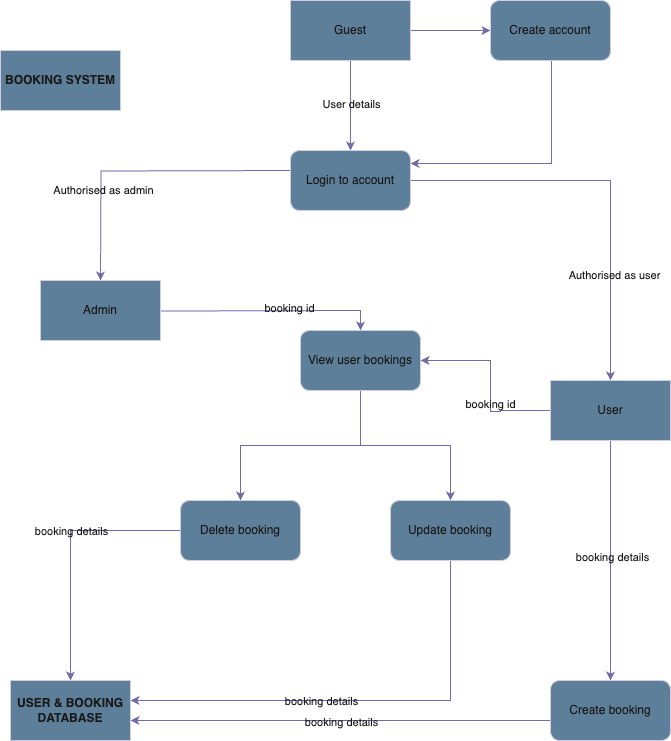 Guest
Create account
BOOKING SYSTEM
User details
Login to account
Authorised as admin
Authorised as user
Admin
booking id
View user bookings
booking id
User
Delete booking
Update booking
booking details
booking details
USER & BOOKING
DATABASE
booking details
booking details
Create booking